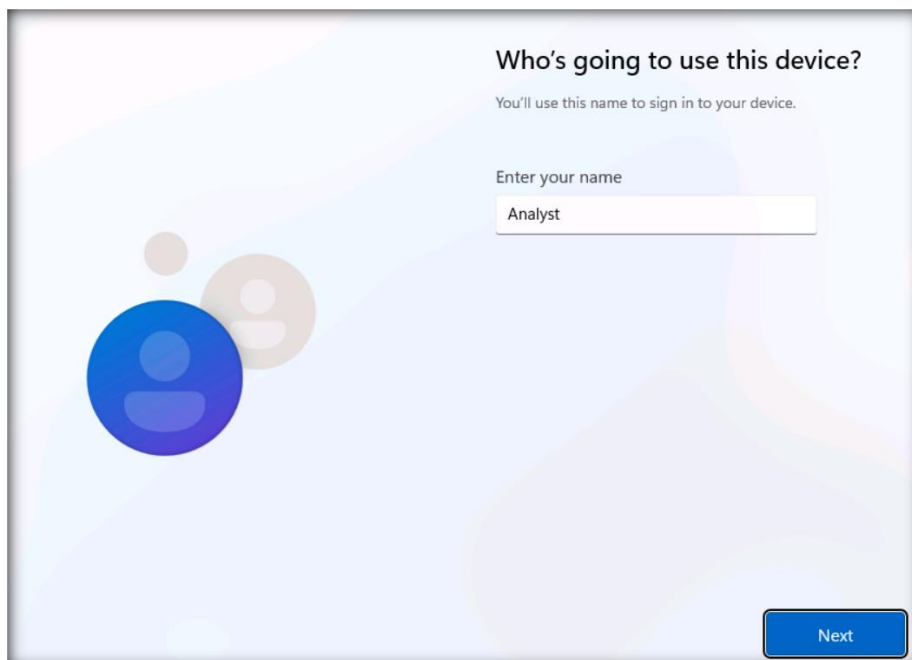 Who's going to use this device?
You'll use this name to sign in to your device.
Enter your name
Analyst
Next